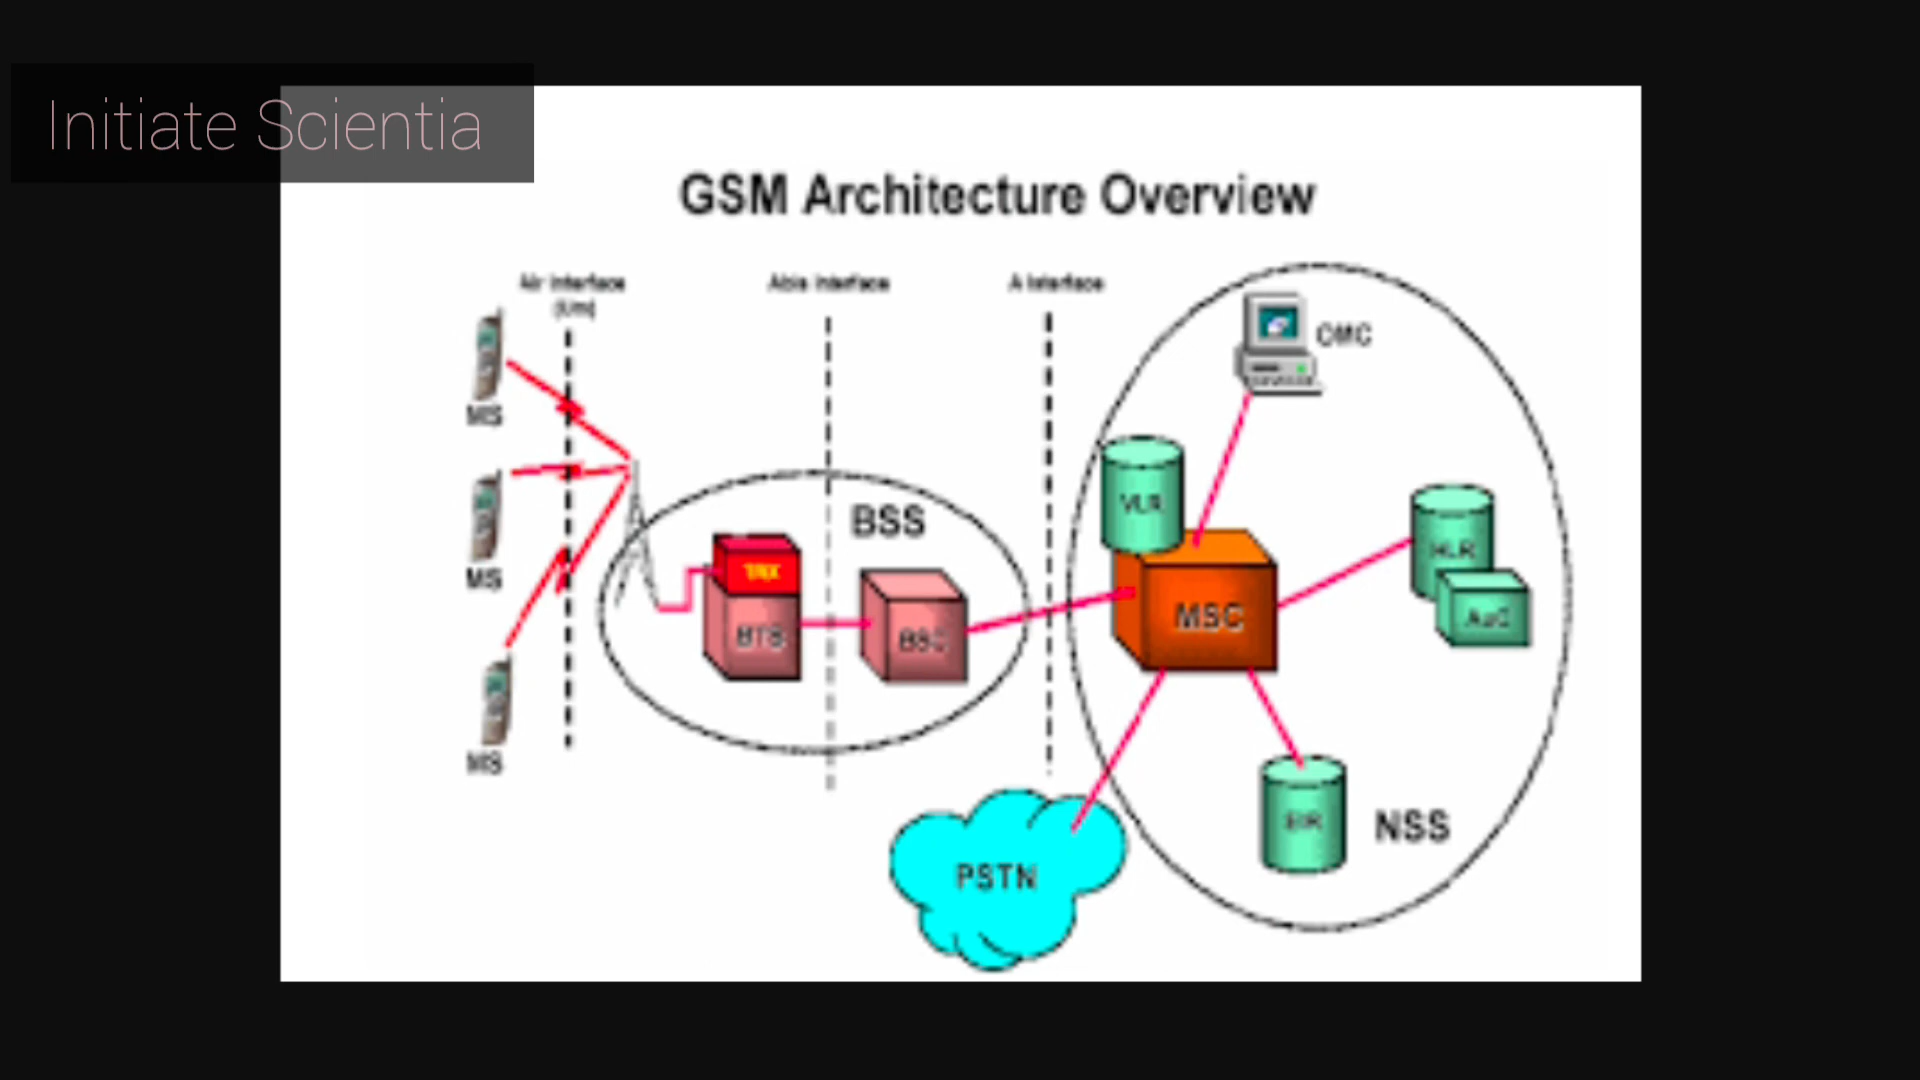 Initiate Scientia
GSM Architecture Overview
Air Interface
(Um)
Abis Interface
A Interface
OMC
MS
VLR
BSS
HLR
MS
TRX
AuC
MSC
BTS
BSC
MS
EIR
NSS
PSTN